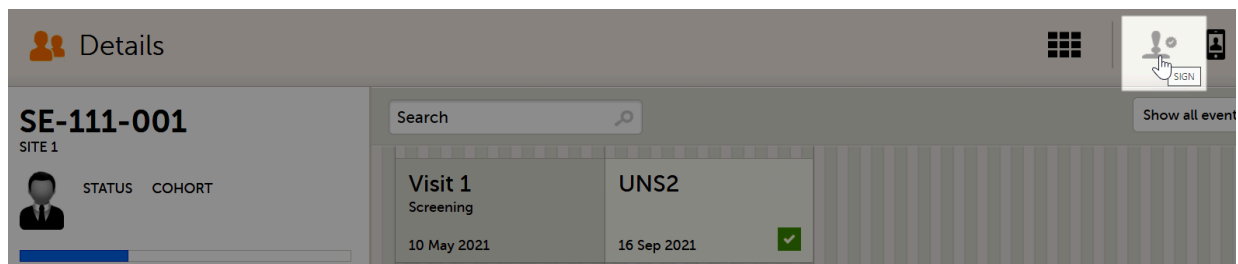 Details
SIGN
SE-111-001
SITE 1
STATUS COHORT
Search
Show all event
Visit 1
Screening
10 May 2021
UNS2
16 Sep 2021